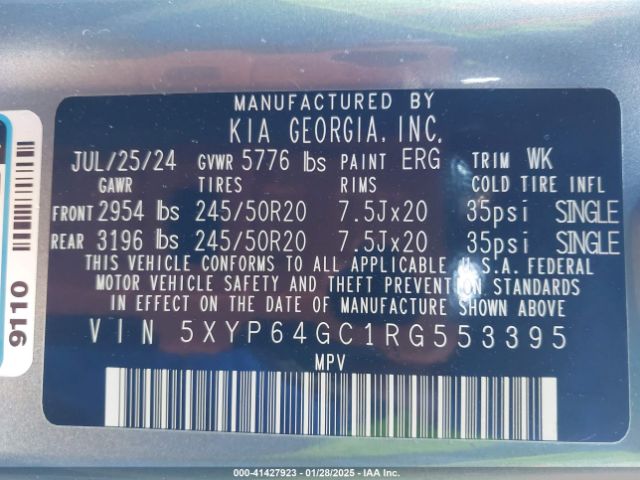 MANUFACTURED BY
KIA GEORGIA, INC.
JUL/25/24 GVWR 5776 lbs PAINT ERG TRIM WK
GAWR TIRES RIMS COLD TIRE INFL
FRONT 2954 lbs 245/50R20 7.5Jx20 35psi SINGLE
REAR 3196 lbs 245/50R20 7.5Jx20 35psi SINGLE
THIS VEHICLE CONFORMS TO ALL APPLICABLE U.S.A. FEDERAL
MOTOR VEHICLE SAFETY AND THEFT PREVENTION STANDARDS
IN EFFECT ON THE DATE OF MANUFACTURE SHOWN ABOVE
VIN 5XYP64GC1RG553395
MPV
9110
000-41427923 • 01/28/2025 • IAA Inc.